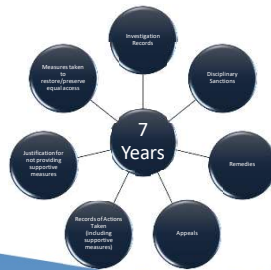 Investigation
Records
Disciplinary
Sanctions
Remedies
Appeals
Records of Actions
Taken
(including
supportive
measures)
Justification for
not providing
supportive
measures
Measures taken
to
restore/preserve
equal access
7
Years